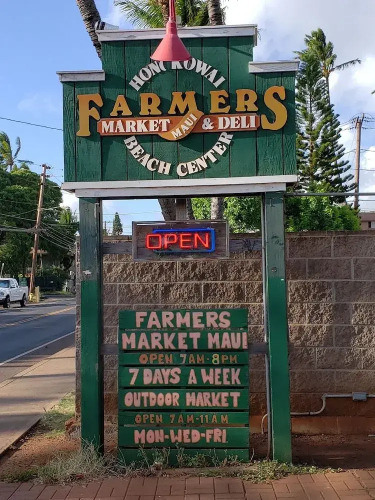 HONOKOWAI
FARMERS
MARKET MAUI & DELI
BEACH CENTER
OPEN
FARMERS
MARKET MAUI
OPEN 7AM-8PM
7 DAYS A WEEK
OUTDOOR MARKET
OPEN 7AM-11AM
MON-WED-FRI